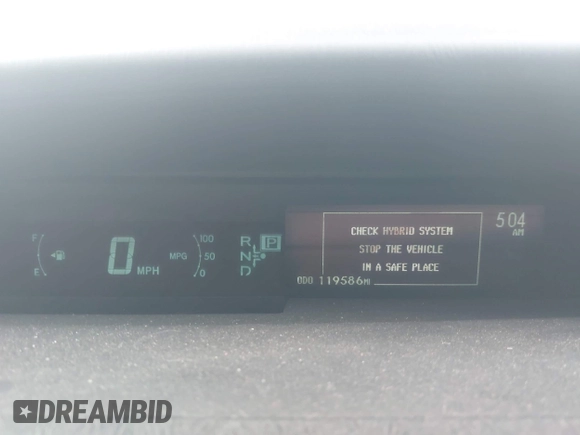 F
E
0 MPH
MPG
100
50
0
R
N
D
P
CHECK HYBRID SYSTEM
STOP THE VEHICLE
IN A SAFE PLACE
ODO 119586MI
5:04
AM
DREAMBID